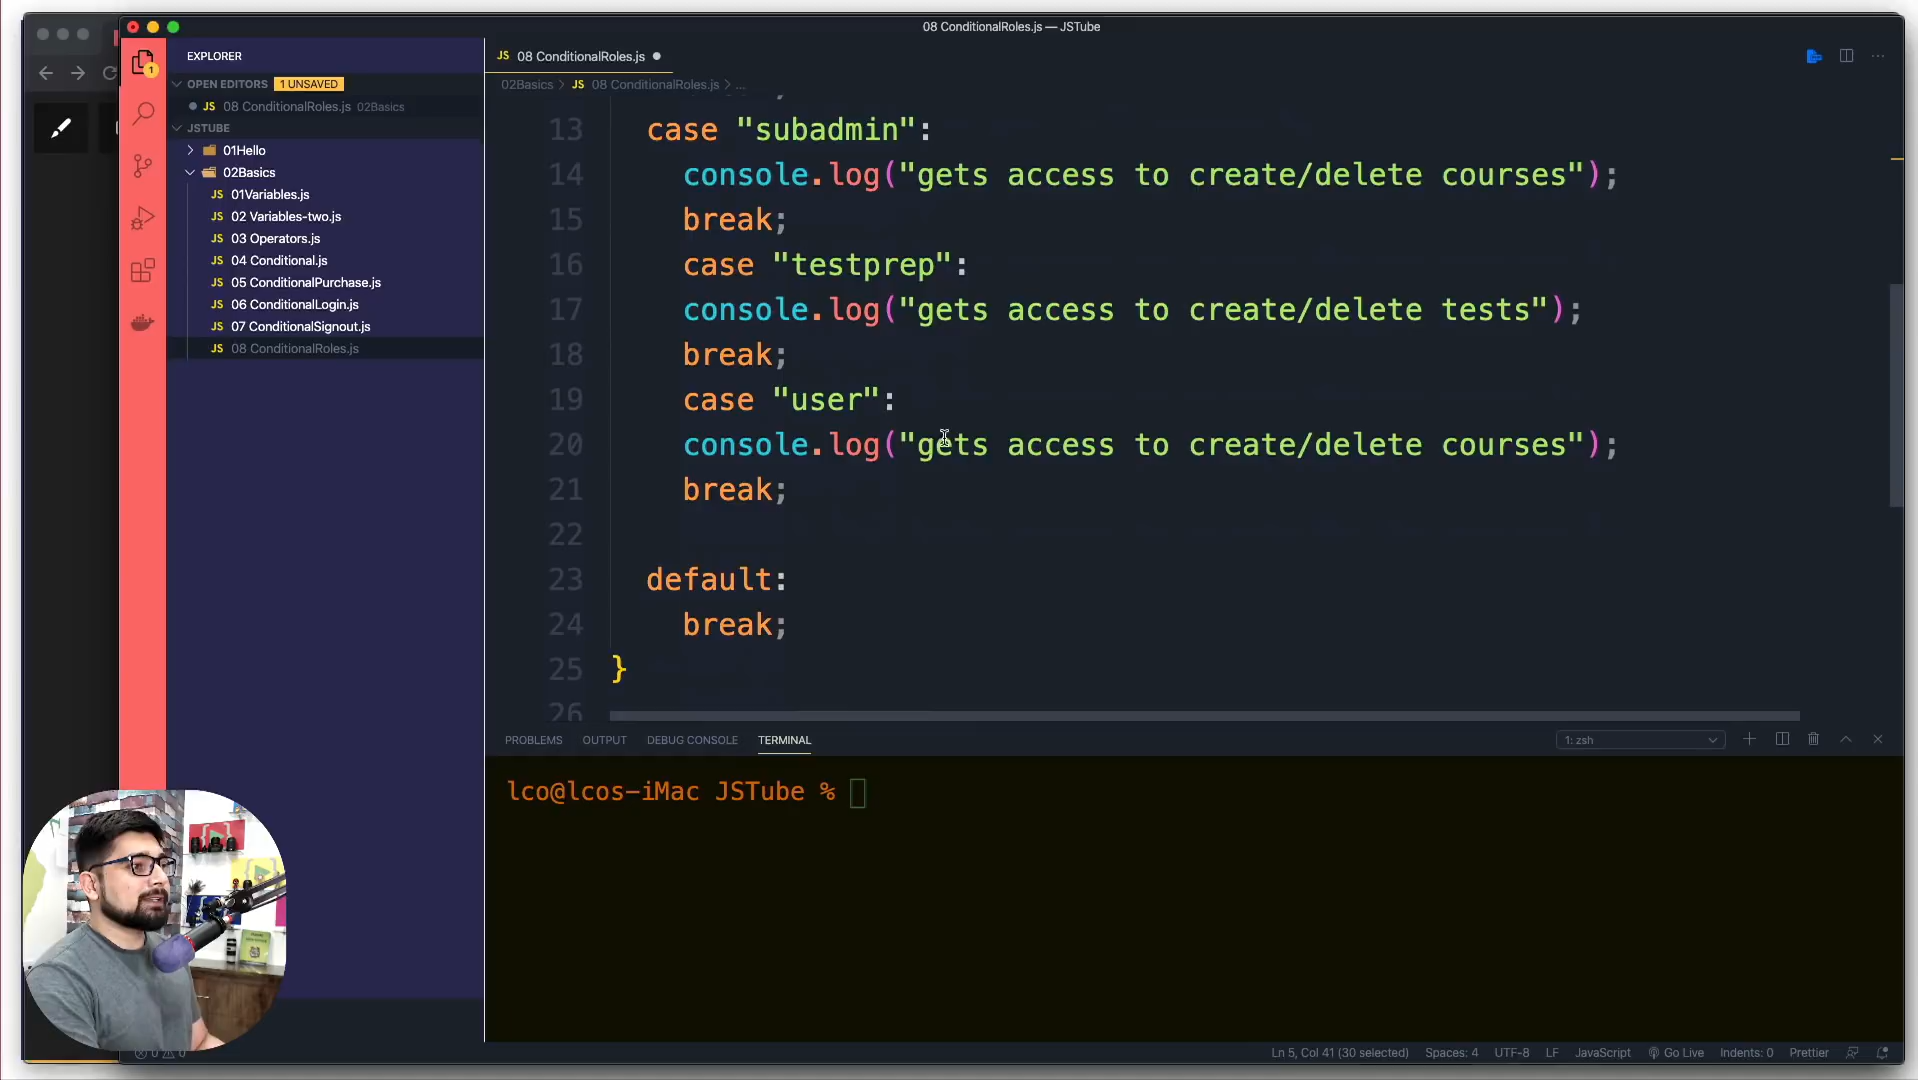 08 ConditionalRoles.js — JSTube
EXPLORER
OPEN EDITORS 1 UNSAVED
JS 08 ConditionalRoles.js 02Basics
JSTUBE
01Hello
02Basics
JS 01Variables.js
JS 02 Variables-two.js
JS 03 Operators.js
JS 04 Conditional.js
JS 05 ConditionalPurchase.js
JS 06 ConditionalLogin.js
JS 07 ConditionalSignout.js
JS 08 ConditionalRoles.js
1
JS 08 ConditionalRoles.js
02Basics > JS 08 ConditionalRoles.js > ...
13 case "subadmin":
14 console.log("gets access to create/delete courses");
15 break;
16 case "testprep":
17 console.log("gets access to create/delete tests");
18 break;
19 case "user":
20 console.log("gets access to create/delete courses");
21 break;
22
23 default:
24 break;
25 }
26
PROBLEMS OUTPUT DEBUG CONSOLE TERMINAL 1: zsh
lco@lcos-iMac JSTube %
0 0 Ln 5, Col 41 (30 selected) Spaces: 4 UTF-8 LF JavaScript Go Live Indents: 0 Prettier